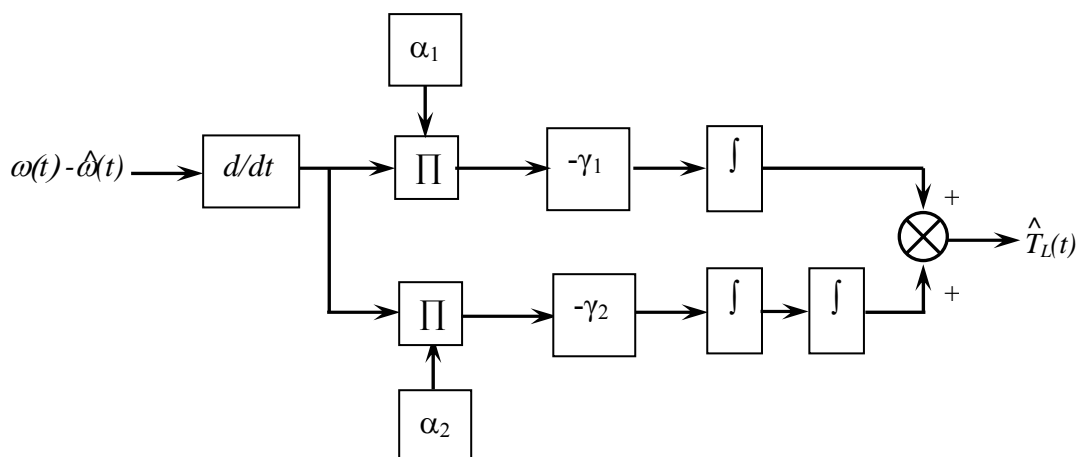 α₁
ω(t) -ω̂(t)
d/dt
∏
-γ₁
∫
+
T̂_L(t)
∏
-γ₂
∫
∫
+
α₂